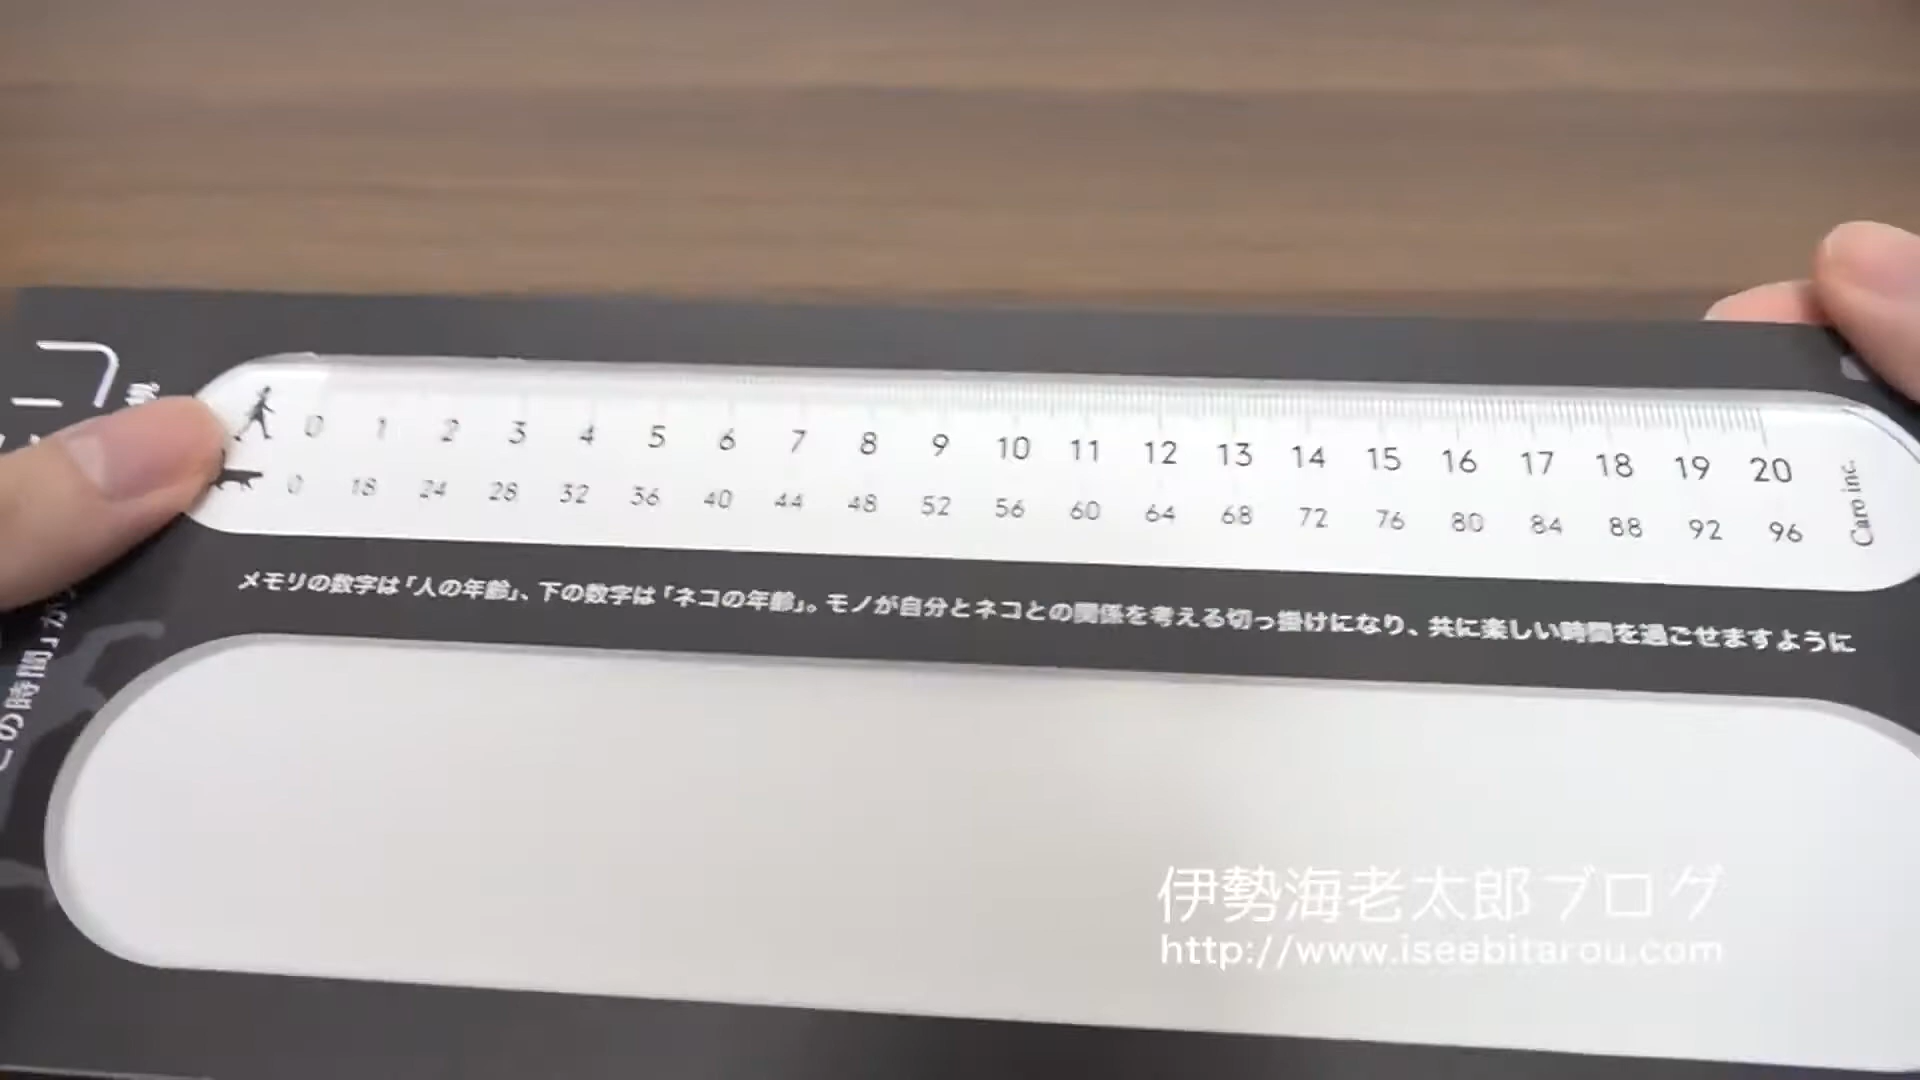 0 1 2 3 4 5 6 7 8 9 10 11 12 13 14 15 16 17 18 19 20
0 18 24 28 32 36 40 44 48 52 56 60 64 68 72 76 80 84 88 92 96
Caro inc.
メモリの数字は「人の年齢」、下の数字は「ネコの年齢」。モノが自分とネコとの関係を考える切っ掛けになり、共に楽しい時間を過ごせますように
の時間」か
伊勢海老太郎ブログ
http://www.iseebitarou.com